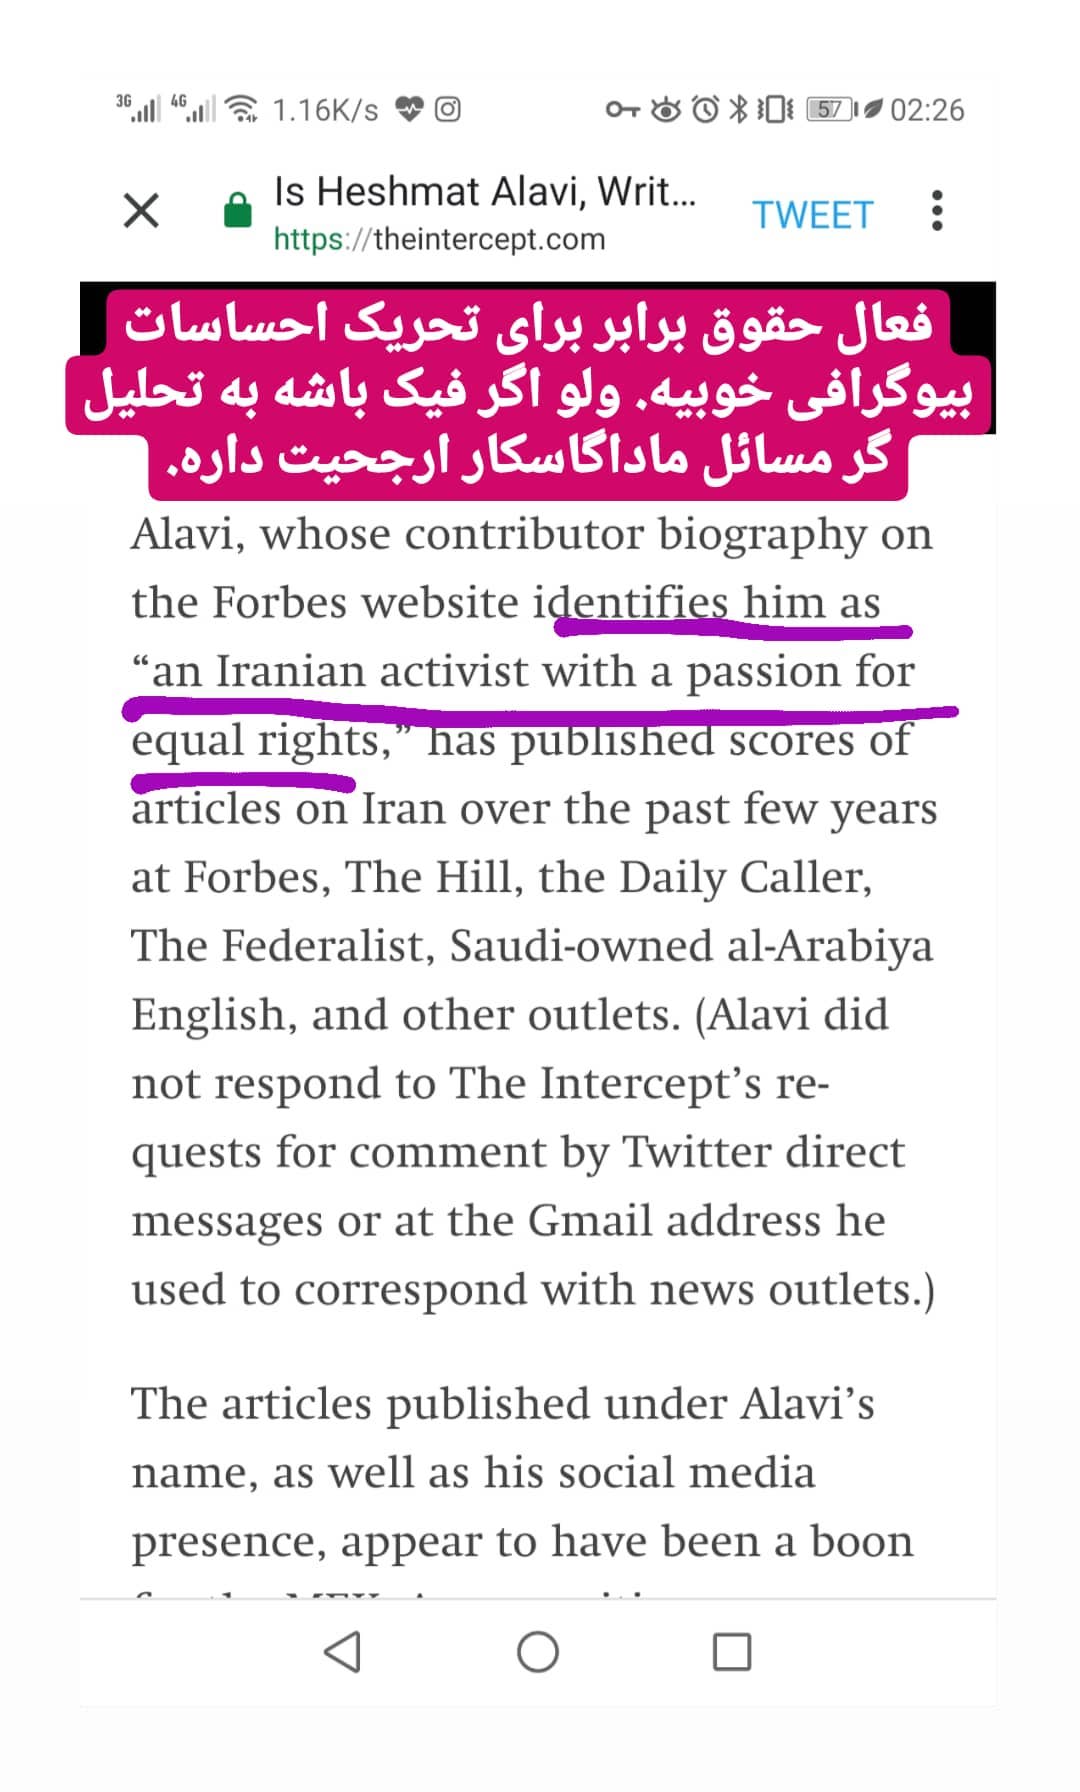 3G 4G 1.16K/s 57 02:26
Is Heshmat Alavi, Writ...
TWEET
https://theintercept.com
فعال حقوق برابر برای تحریک احساسات
بیوگرافی خوبیه. ولو اگر فیک باشه به تحلیل
گر مسائل ماداگاسکار ارجحیت داره.
Alavi, whose contributor biography on
the Forbes website identifies him as
“an Iranian activist with a passion for
equal rights,” has published scores of
articles on Iran over the past few years
at Forbes, The Hill, the Daily Caller,
The Federalist, Saudi-owned al-Arabiya
English, and other outlets. (Alavi did
not respond to The Intercept’s re-
quests for comment by Twitter direct
messages or at the Gmail address he
used to correspond with news outlets.)
The articles published under Alavi’s
name, as well as his social media
presence, appear to have been a boon